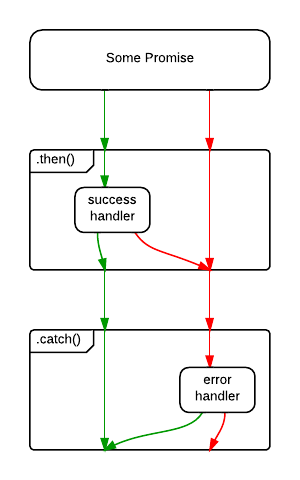 Some Promise
.then()
success
handler
.catch()
error
handler